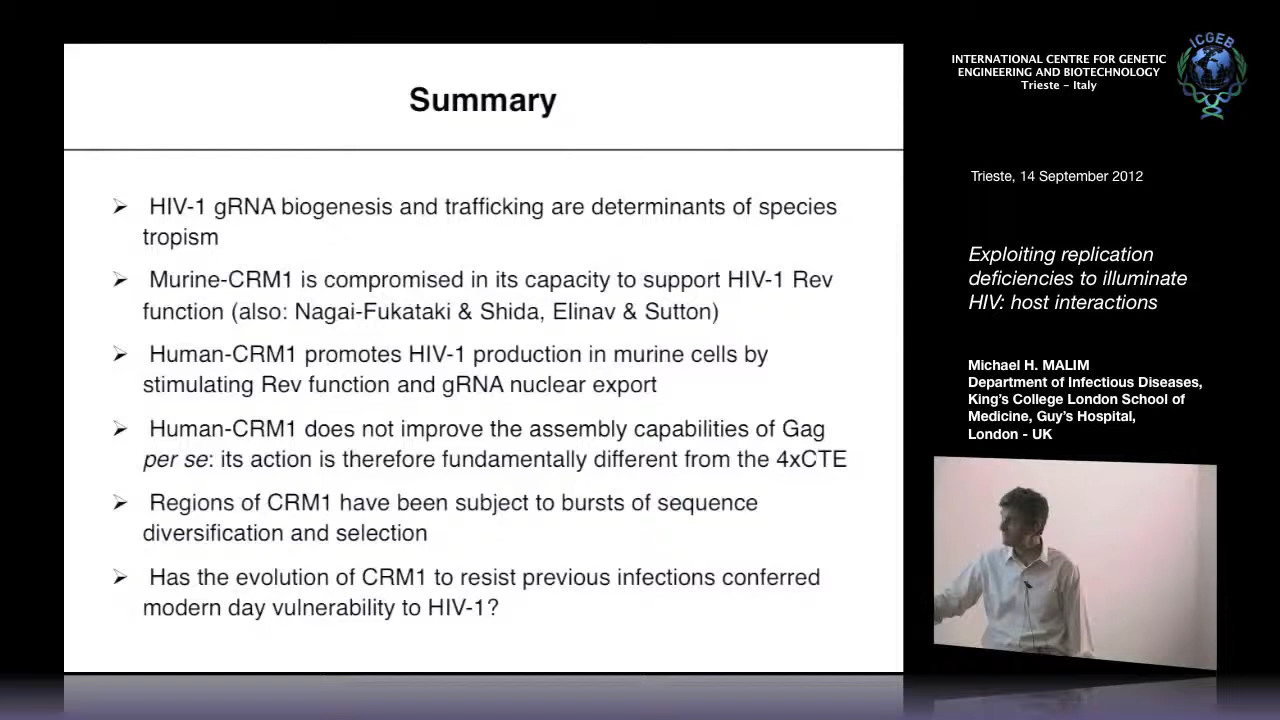 Summary
➢ HIV-1 gRNA biogenesis and trafficking are determinants of species
tropism
➢ Murine-CRM1 is compromised in its capacity to support HIV-1 Rev
function (also: Nagai-Fukataki & Shida, Elinav & Sutton)
➢ Human-CRM1 promotes HIV-1 production in murine cells by
stimulating Rev function and gRNA nuclear export
➢ Human-CRM1 does not improve the assembly capabilities of Gag
per se: its action is therefore fundamentally different from the 4xCTE
➢ Regions of CRM1 have been subject to bursts of sequence
diversification and selection
➢ Has the evolution of CRM1 to resist previous infections conferred
modern day vulnerability to HIV-1?
INTERNATIONAL CENTRE FOR GENETIC
ENGINEERING AND BIOTECHNOLOGY
Trieste - Italy
ICGEB
Trieste, 14 September 2012
Exploiting replication
deficiencies to illuminate
HIV: host interactions
Michael H. MALIM
Department of Infectious Diseases,
King's College London School of
Medicine, Guy's Hospital,
London - UK